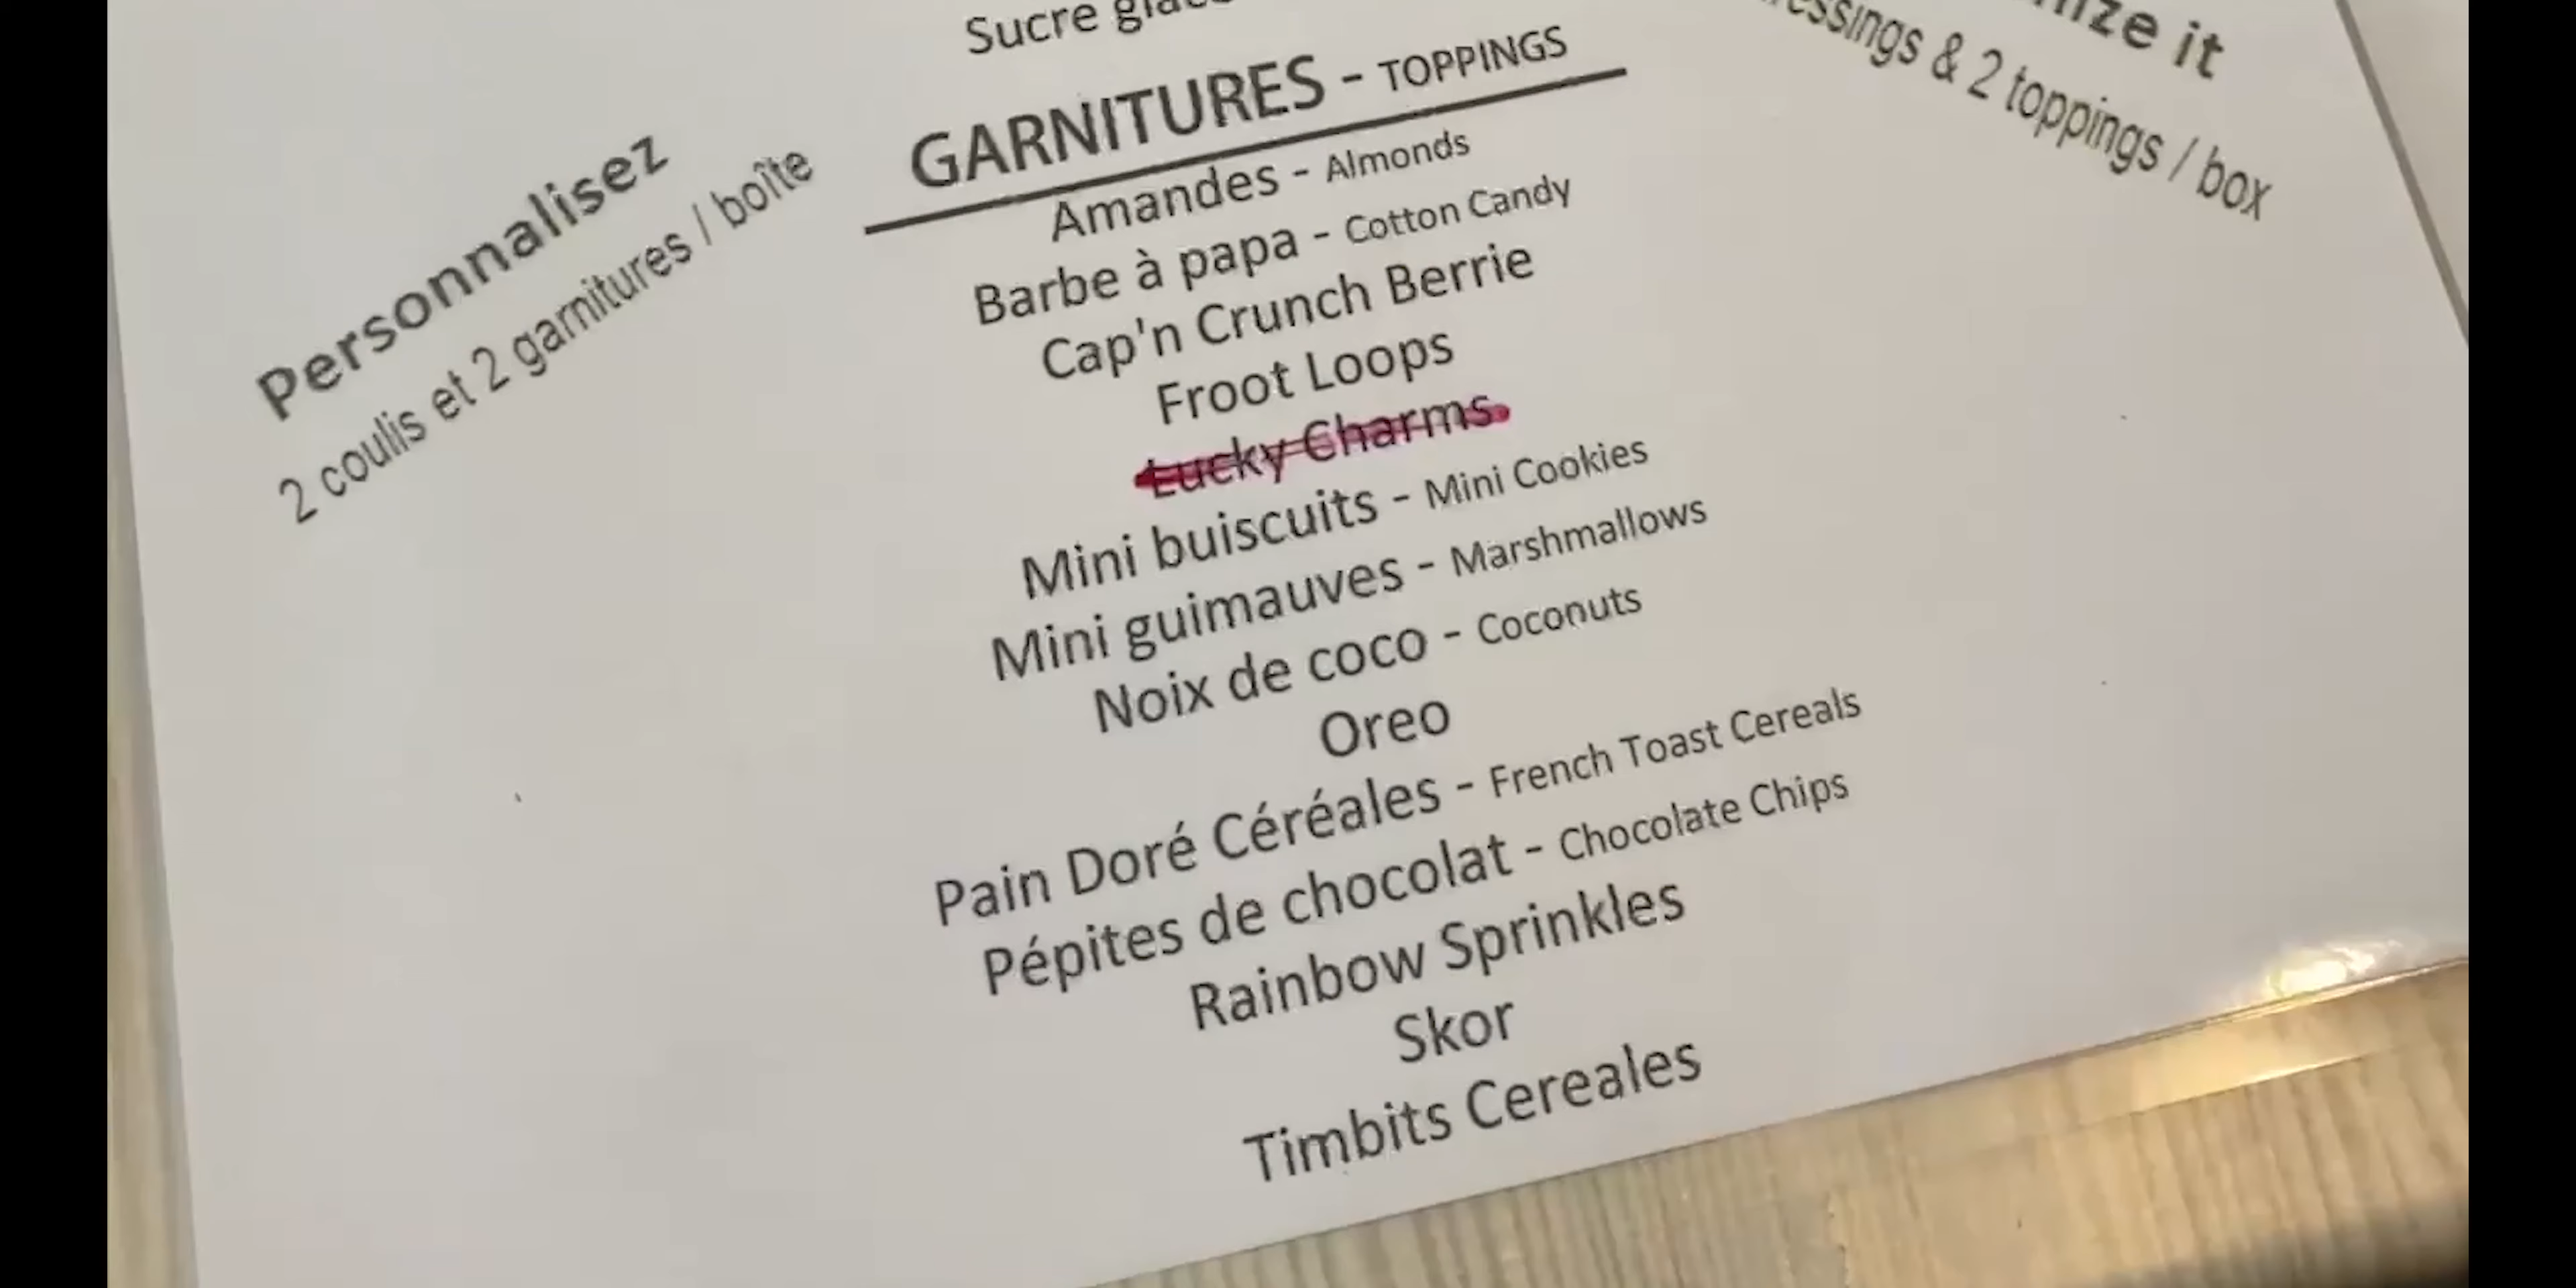 Sucre
GARNITURES - TOPPINGS
Amandes - Almonds
Barbe à papa - Cotton Candy
Cap'n Crunch Berrie
Froot Loops
Lucky Charms
Mini buiscuits - Mini Cookies
Mini guimauves - Marshmallows
Noix de coco - Coconuts
Oreo
Pain Doré Céréales - French Toast Cereals
Pépites de chocolat - Chocolate Chips
Rainbow Sprinkles
Skor
Timbits Cereales
Personnalisez
2 coulis et 2 garnitures / boîte
it
& 2 toppings / box